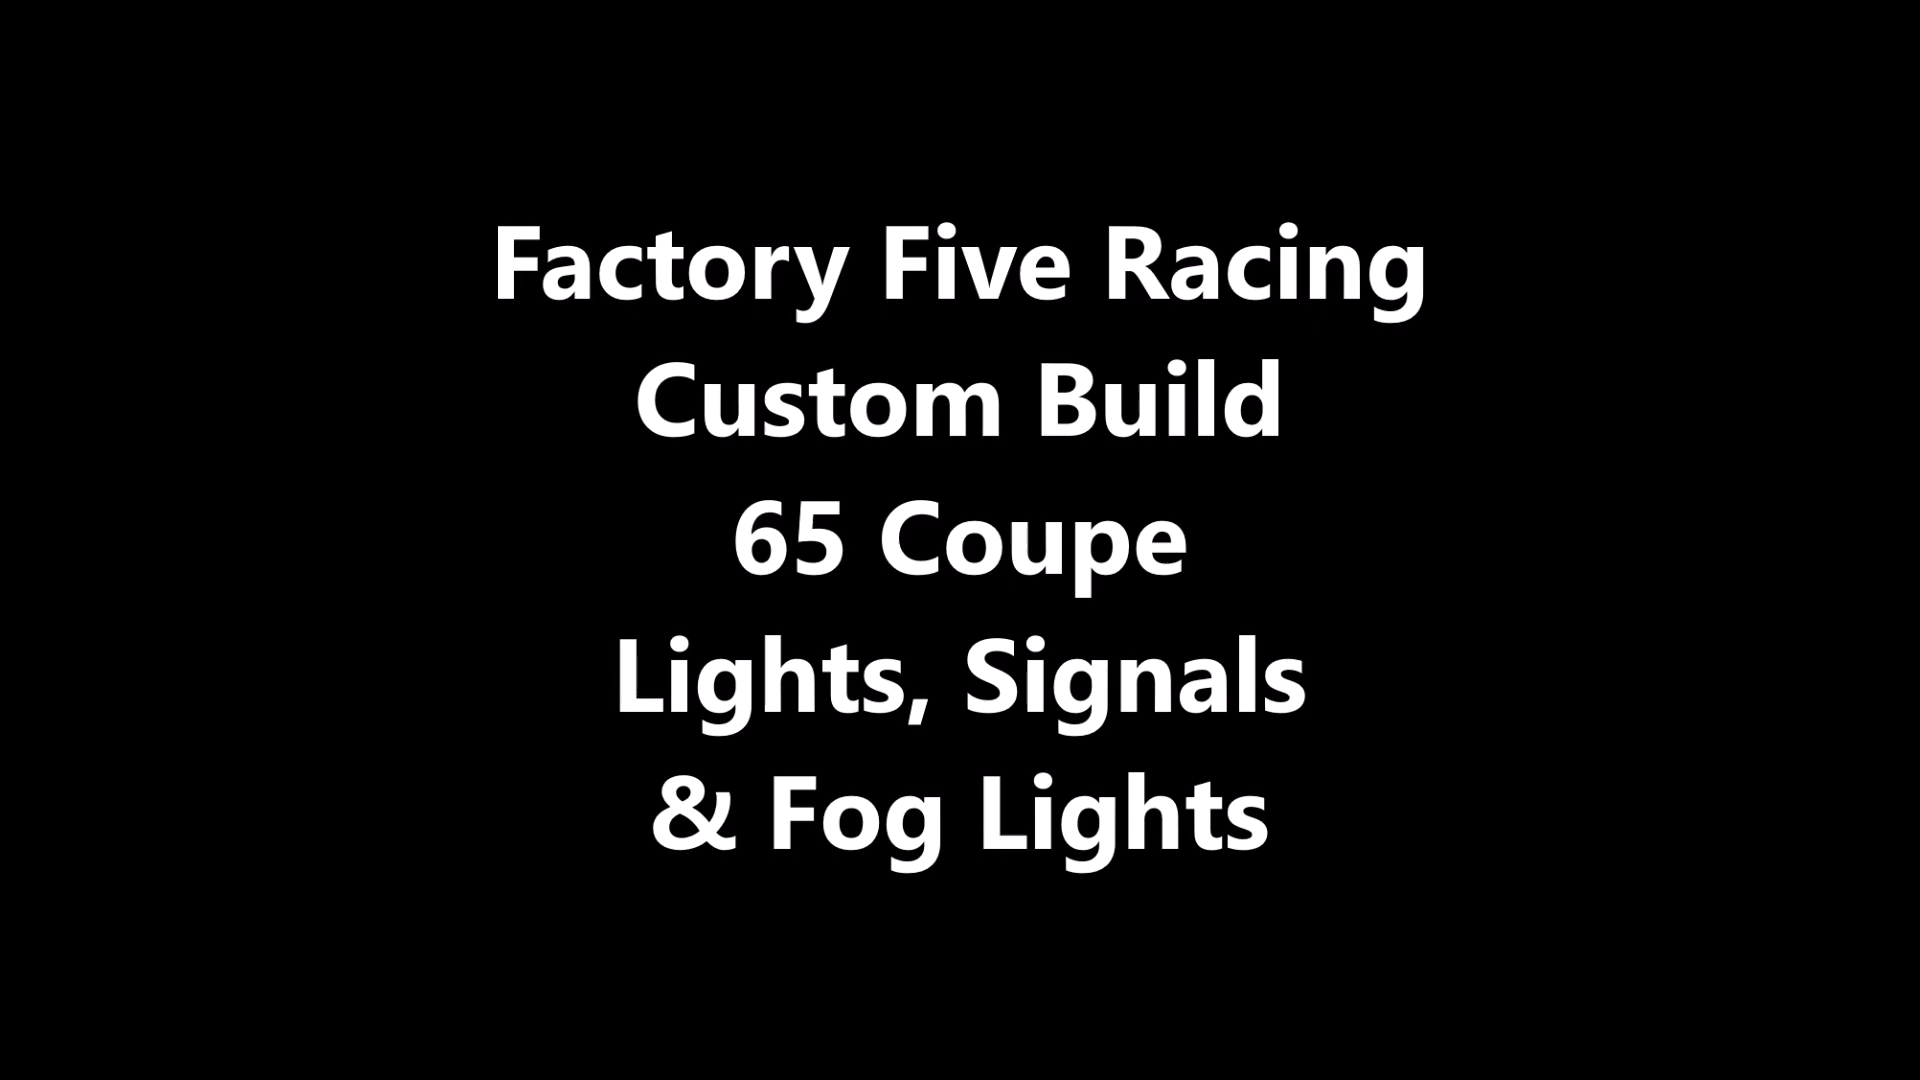 Factory Five Racing
Custom Build
65 Coupe
Lights, Signals
& Fog Lights